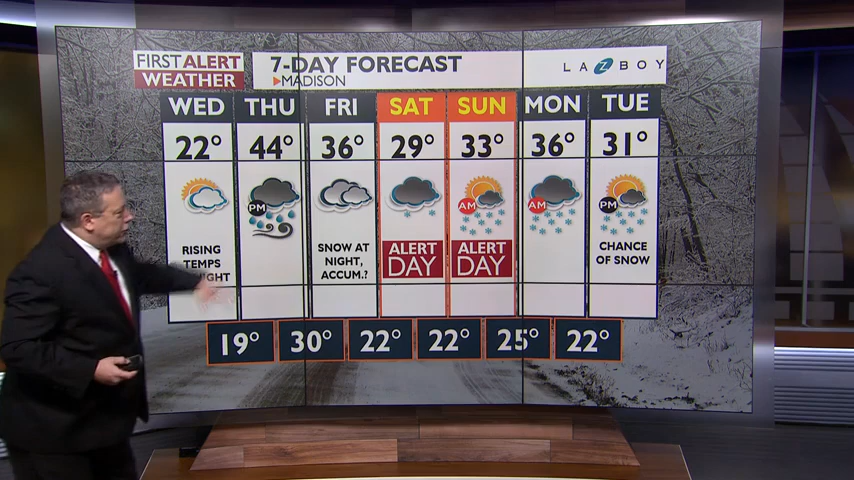 FIRST ALERT
WEATHER
7-DAY FORECAST
MADISON
LA Z BOY
WED THU FRI SAT SUN MON TUE
22° 44° 36° 29° 33° 36° 31°
PM AM AM PM
RISING
TEMPS
SNOW AT
NIGHT,
ACCUM.?
ALERT
DAY
ALERT
DAY
CHANCE
OF SNOW
19° 30° 22° 22° 25° 22°